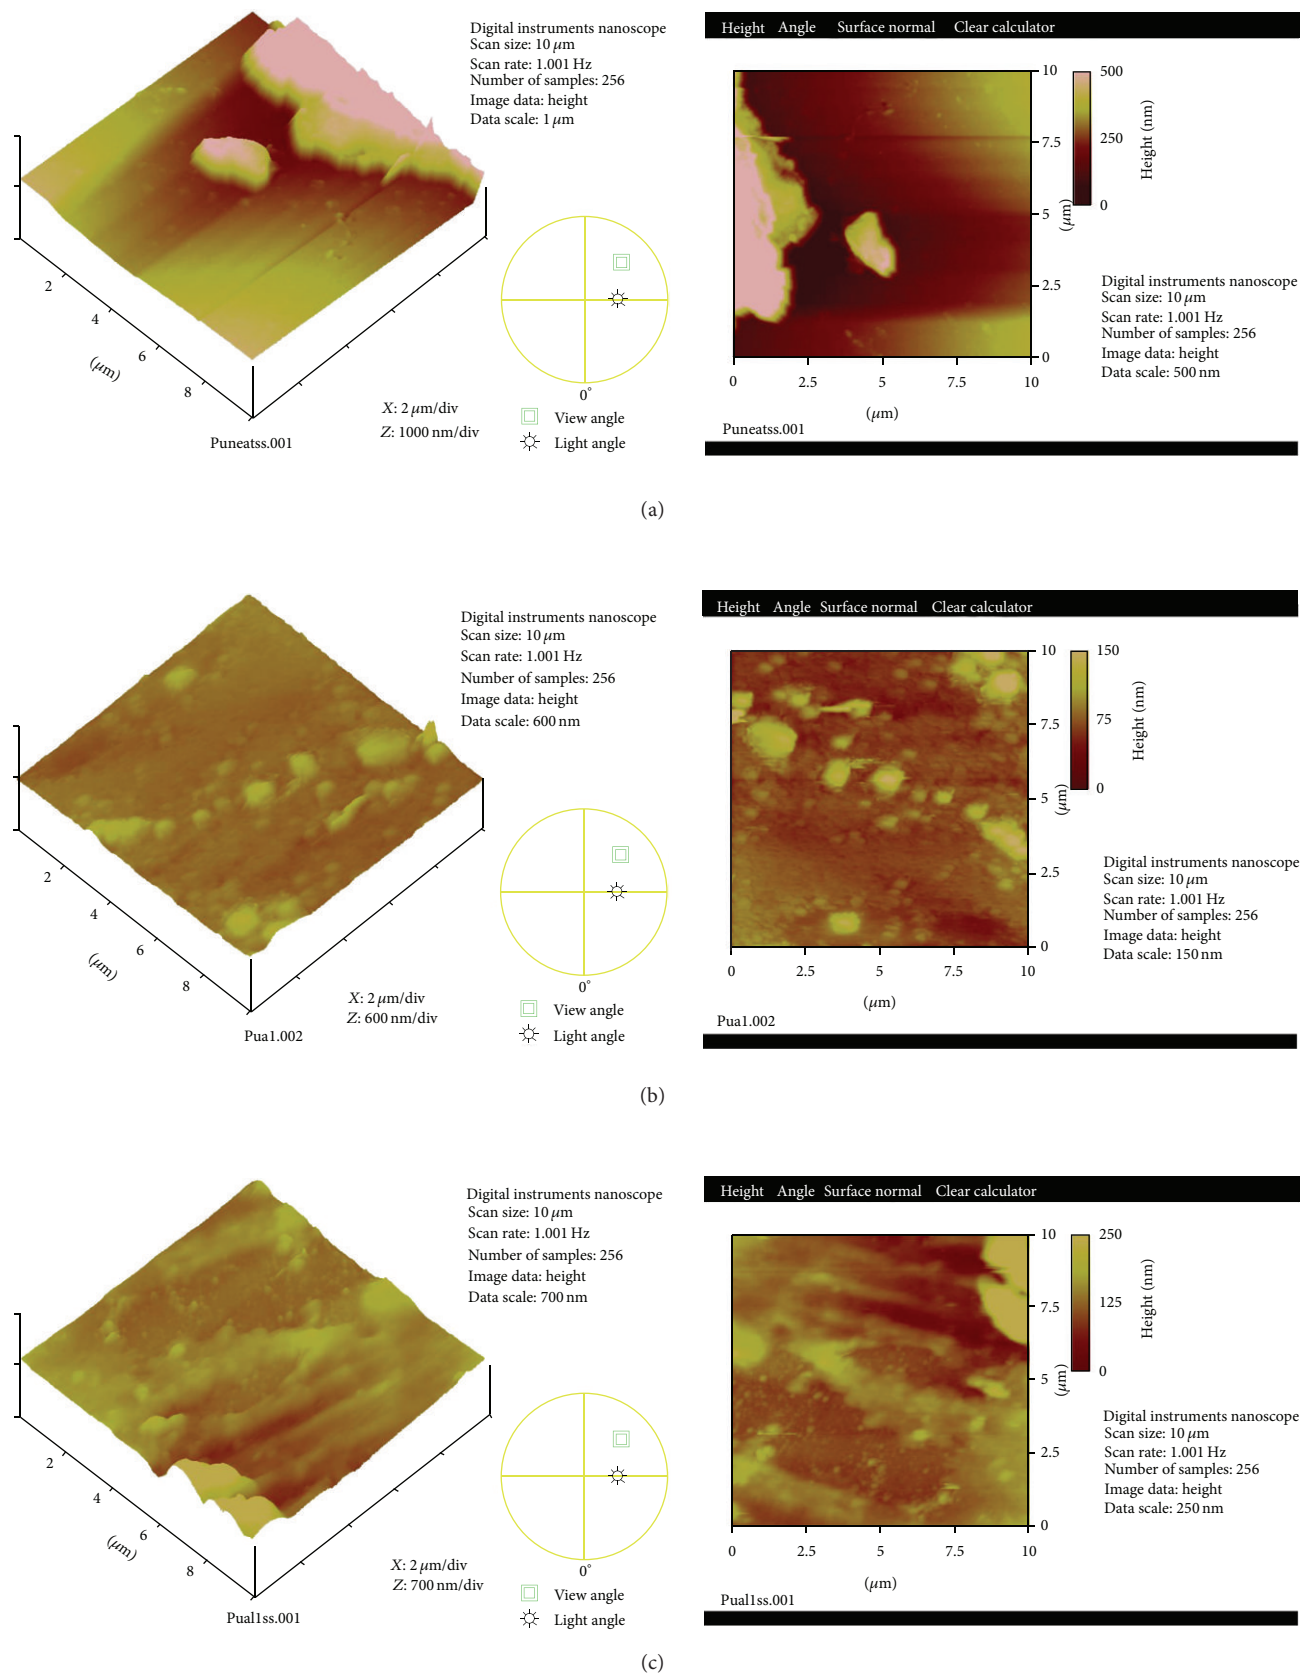 Digital instruments nanoscope
Scan size: 10 μm
Scan rate: 1.001 Hz
Number of samples: 256
Image data: height
Data scale: 1 μm
2
4
6
8
(μm)
0°
X: 2 μm/div
Z: 1000 nm/div
View angle
Light angle
Puneatss.001
Height Angle Surface normal Clear calculator
10
7.5
5
2.5
0
(μm)
500
250
0
Height (nm)
0 2.5 5 7.5 10
(μm)
Digital instruments nanoscope
Scan size: 10 μm
Scan rate: 1.001 Hz
Number of samples: 256
Image data: height
Data scale: 500 nm
Puneatss.001
(a)
Digital instruments nanoscope
Scan size: 10 μm
Scan rate: 1.001 Hz
Number of samples: 256
Image data: height
Data scale: 600 nm
2
4
6
8
(μm)
0°
X: 2 μm/div
Z: 600 nm/div
View angle
Light angle
Pua1.002
Height Angle Surface normal Clear calculator
10
7.5
5
2.5
0
(μm)
150
75
0
Height (nm)
0 2.5 5 7.5 10
(μm)
Digital instruments nanoscope
Scan size: 10 μm
Scan rate: 1.001 Hz
Number of samples: 256
Image data: height
Data scale: 150 nm
Pua1.002
(b)
Digital instruments nanoscope
Scan size: 10 μm
Scan rate: 1.001 Hz
Number of samples: 256
Image data: height
Data scale: 700 nm
2
4
6
8
(μm)
0°
X: 2 μm/div
Z: 700 nm/div
View angle
Light angle
Pual1ss.001
Height Angle Surface normal Clear calculator
10
7.5
5
2.5
0
(μm)
250
125
0
Height (nm)
0 2.5 5 7.5 10
(μm)
Digital instruments nanoscope
Scan size: 10 μm
Scan rate: 1.001 Hz
Number of samples: 256
Image data: height
Data scale: 250 nm
Pual1ss.001
(c)